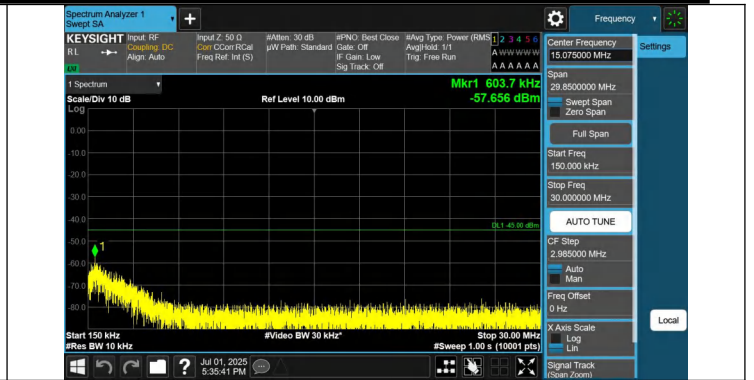 Spectrum Analyzer 1
Swept SA
Frequency
KEYSIGHT
RL
Input: RF
Coupling: DC
Align: Auto
Input Z: 50 Ω
Corr CCorr RCal
Freq Ref: Int (S)
#Atten: 30 dB
µW Path: Standard
#PNO: Best Close
Gate: Off
IF Gain: Low
Sig Track: Off
#Avg Type: Power (RMS
Avg|Hold: 1/1
Trig: Free Run
1 2 3 4 5 6
A W W W W W
A A A A A A
LXI
1 Spectrum
Scale/Div 10 dB
Ref Level 10.00 dBm
Mkr1 603.7 kHz
-57.656 dBm
Log
0.00
-10.0
-20.0
-30.0
-40.0
-50.0
-60.0
-70.0
-80.0
DL1 -45.00 dBm
1
Start 150 kHz
#Video BW 30 kHz*
Stop 30.00 MHz
#Res BW 10 kHz
#Sweep 1.00 s (10001 pts)
Jul 01, 2025
5:35:41 PM
?
Center Frequency
15.075000 MHz
Settings
Span
29.8500000 MHz
Swept Span
Zero Span
Full Span
Start Freq
150.000 kHz
Stop Freq
30.000000 MHz
AUTO TUNE
CF Step
2.985000 MHz
Auto
Man
Freq Offset
0 Hz
X Axis Scale
Log
Lin
Local
Signal Track
(Span Zoom)